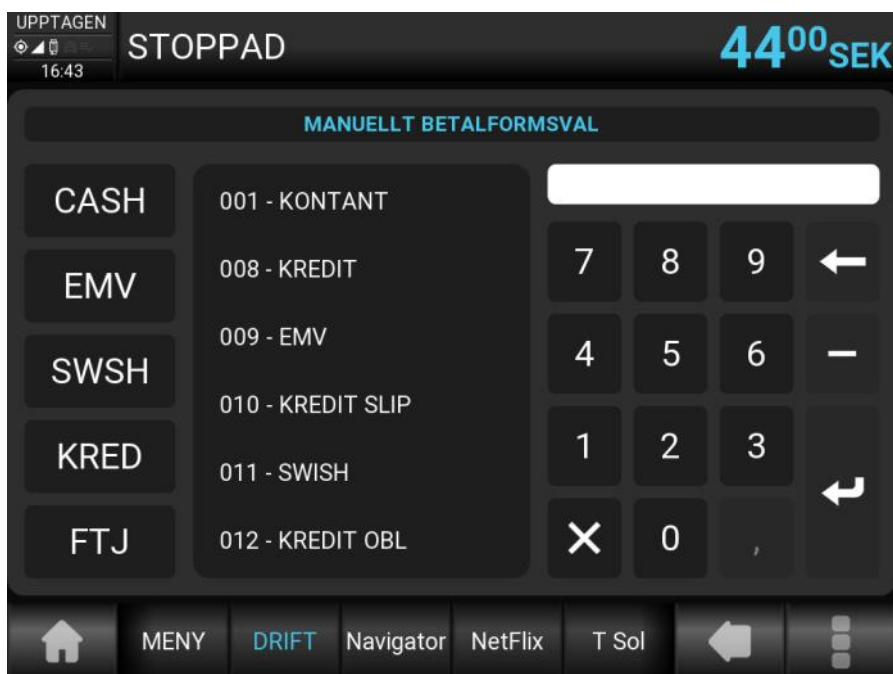 UPPTAGEN
16:43
STOPPAD
44⁰⁰SEK
MANUELLT BETALFORMSVAL
CASH
EMV
SWSH
KRED
FTJ
001 - KONTANT
008 - KREDIT
009 - EMV
010 - KREDIT SLIP
011 - SWISH
012 - KREDIT OBL
7 8 9
4 5 6 –
1 2 3
X 0 ,
MENY DRIFT Navigator NetFlix T Sol